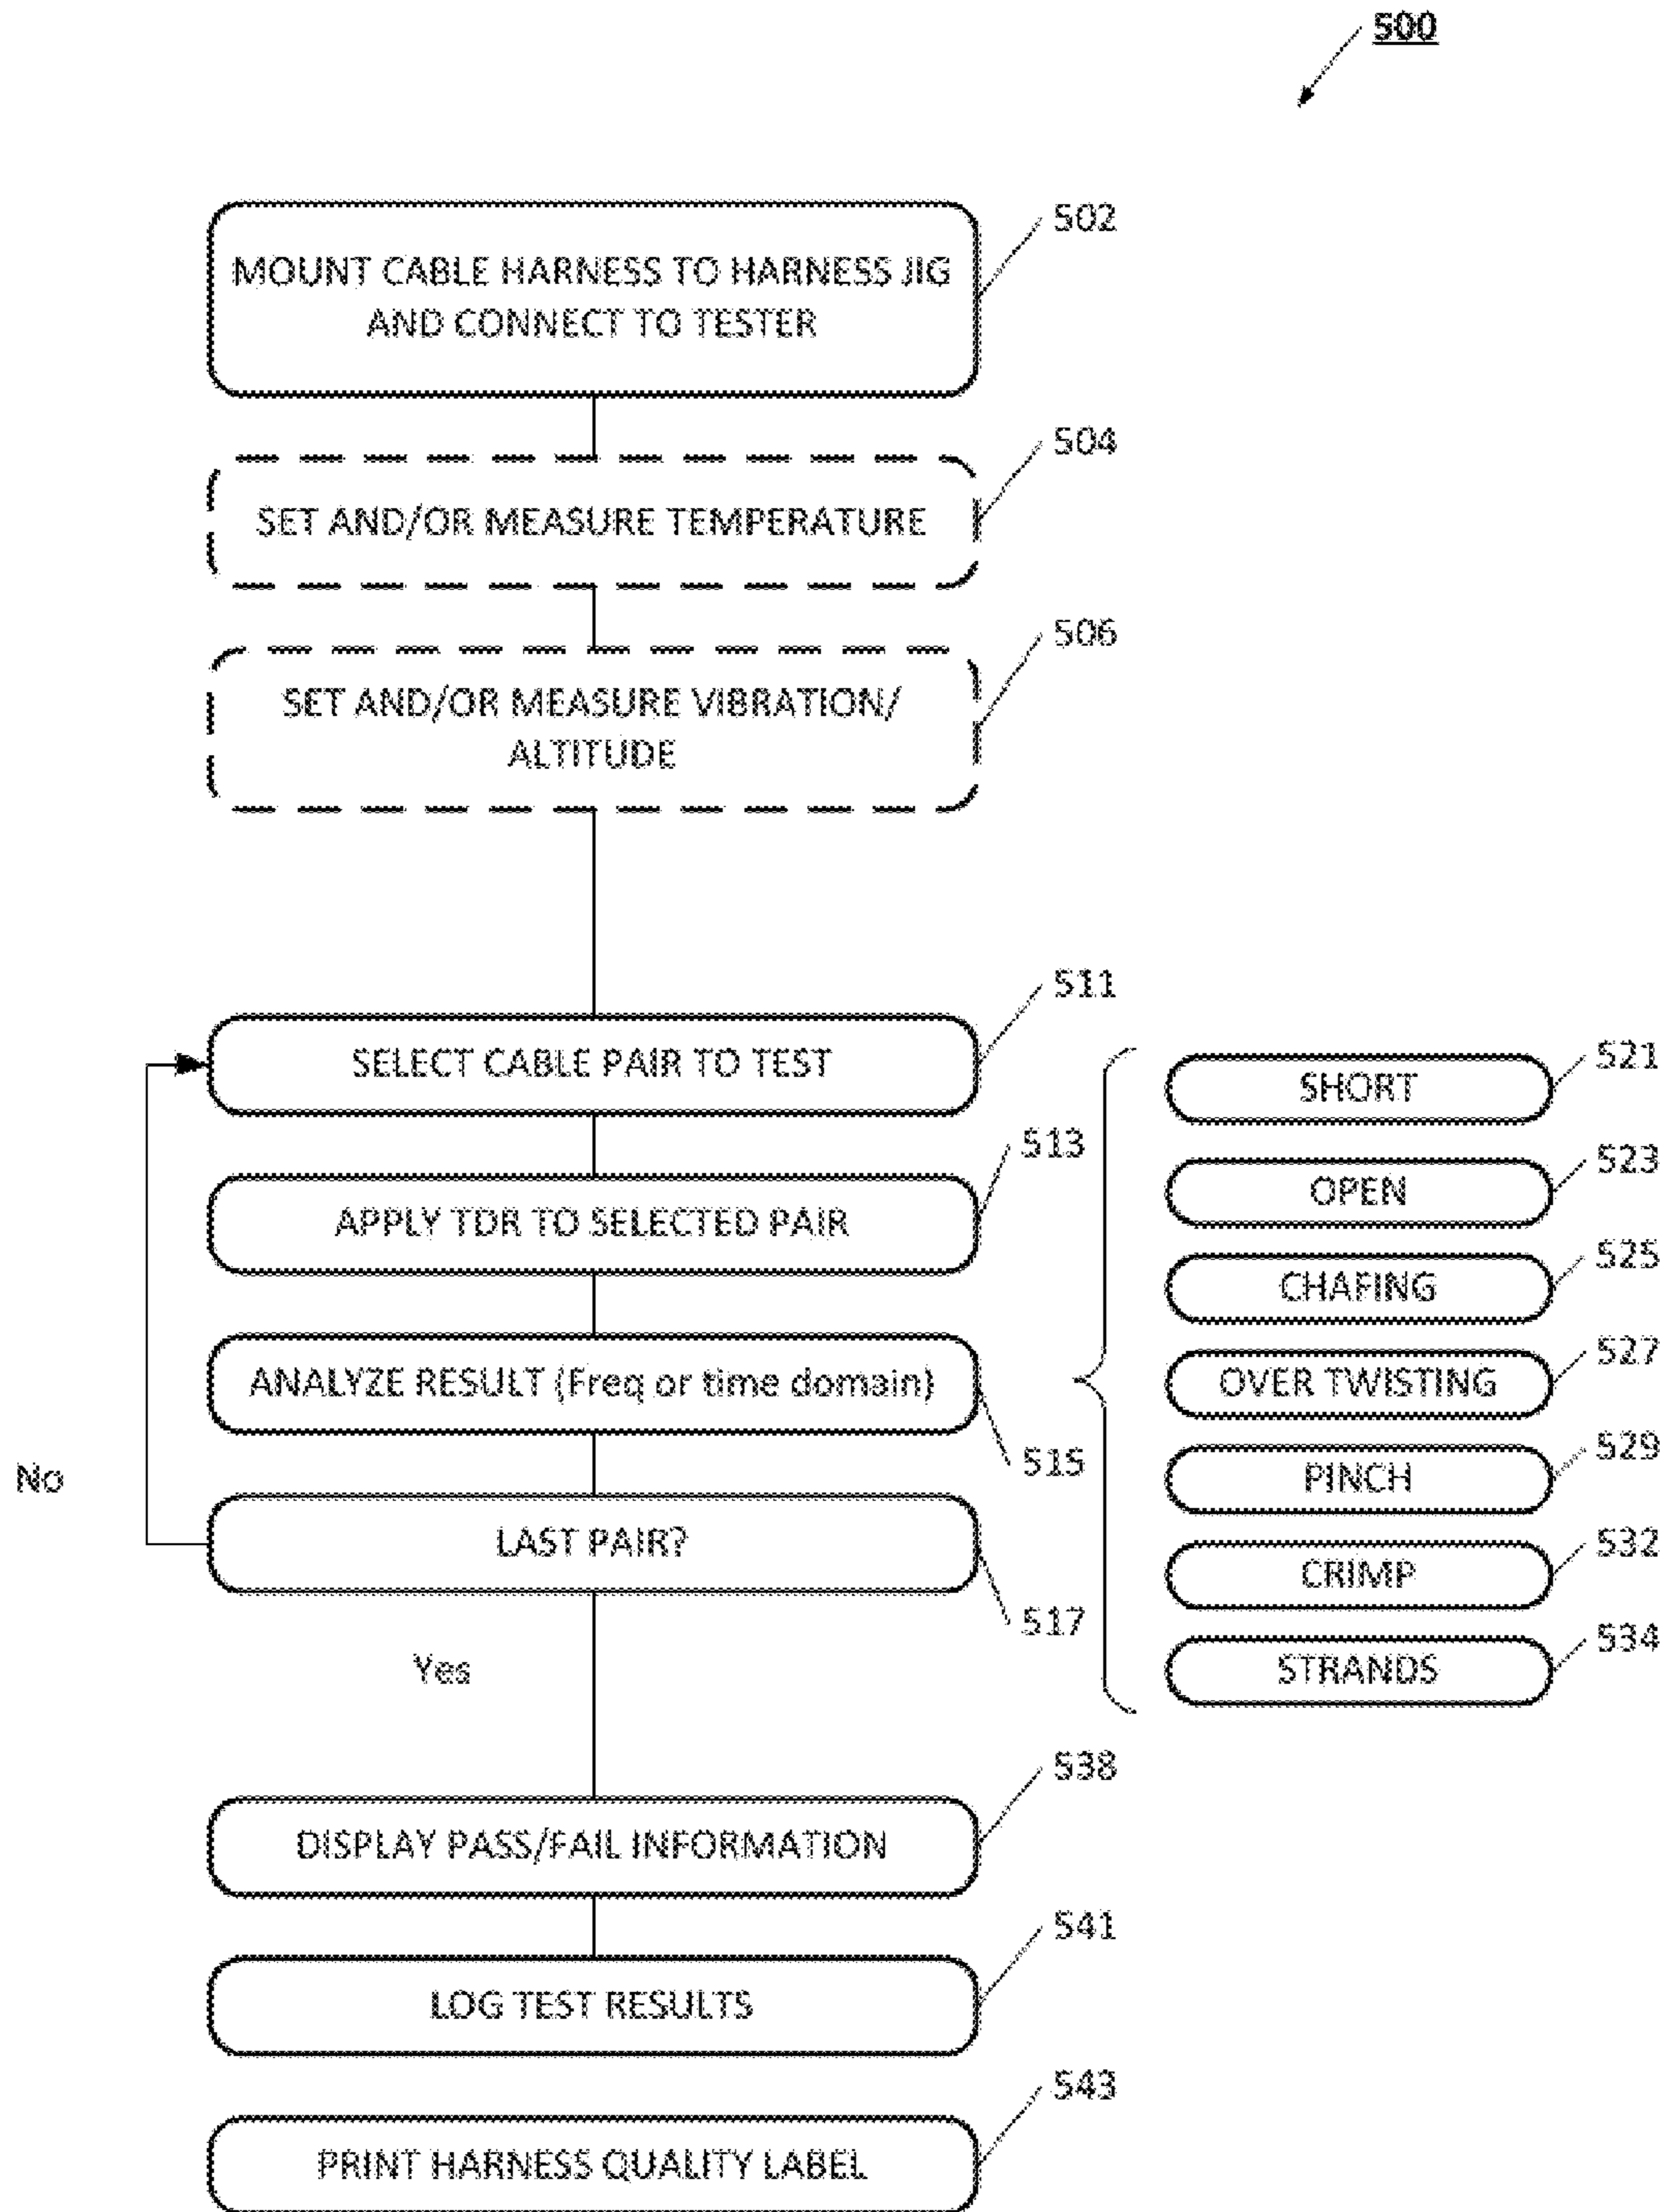 500
502
MOUNT CABLE HARNESS TO HARNESS JIG
AND CONNECT TO TESTER
504
SET AND/OR MEASURE TEMPERATURE
506
SET AND/OR MEASURE VIBRATION/
ALTITUDE
511
SELECT CABLE PAIR TO TEST
513
APPLY TDR TO SELECTED PAIR
ANALYZE RESULT (Freq or time domain)
515
No
LAST PAIR?
517
Yes
521
SHORT
523
OPEN
525
CHAFING
527
OVER TWISTING
529
PINCH
532
CRIMP
534
STRANDS
538
DISPLAY PASS/FAIL INFORMATION
541
LOG TEST RESULTS
543
PRINT HARNESS QUALITY LABEL